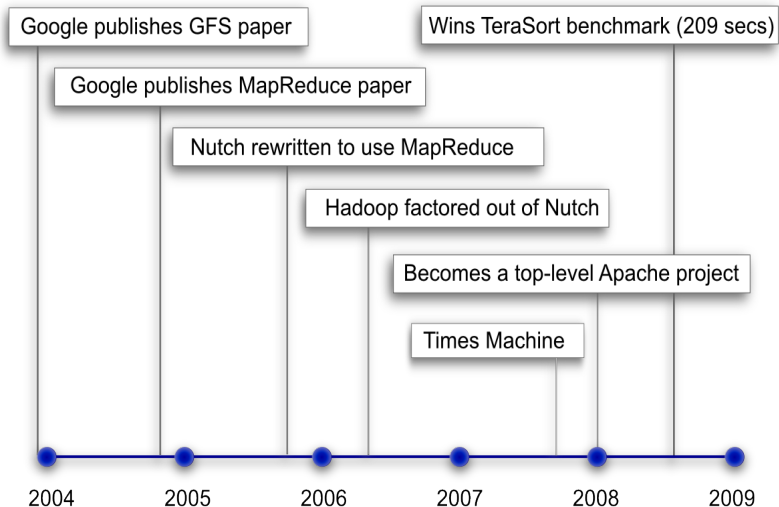 Google publishes GFS paper
Wins TeraSort benchmark (209 secs)
Google publishes MapReduce paper
Nutch rewritten to use MapReduce
Hadoop factored out of Nutch
Becomes a top-level Apache project
Times Machine
2004 2005 2006 2007 2008 2009